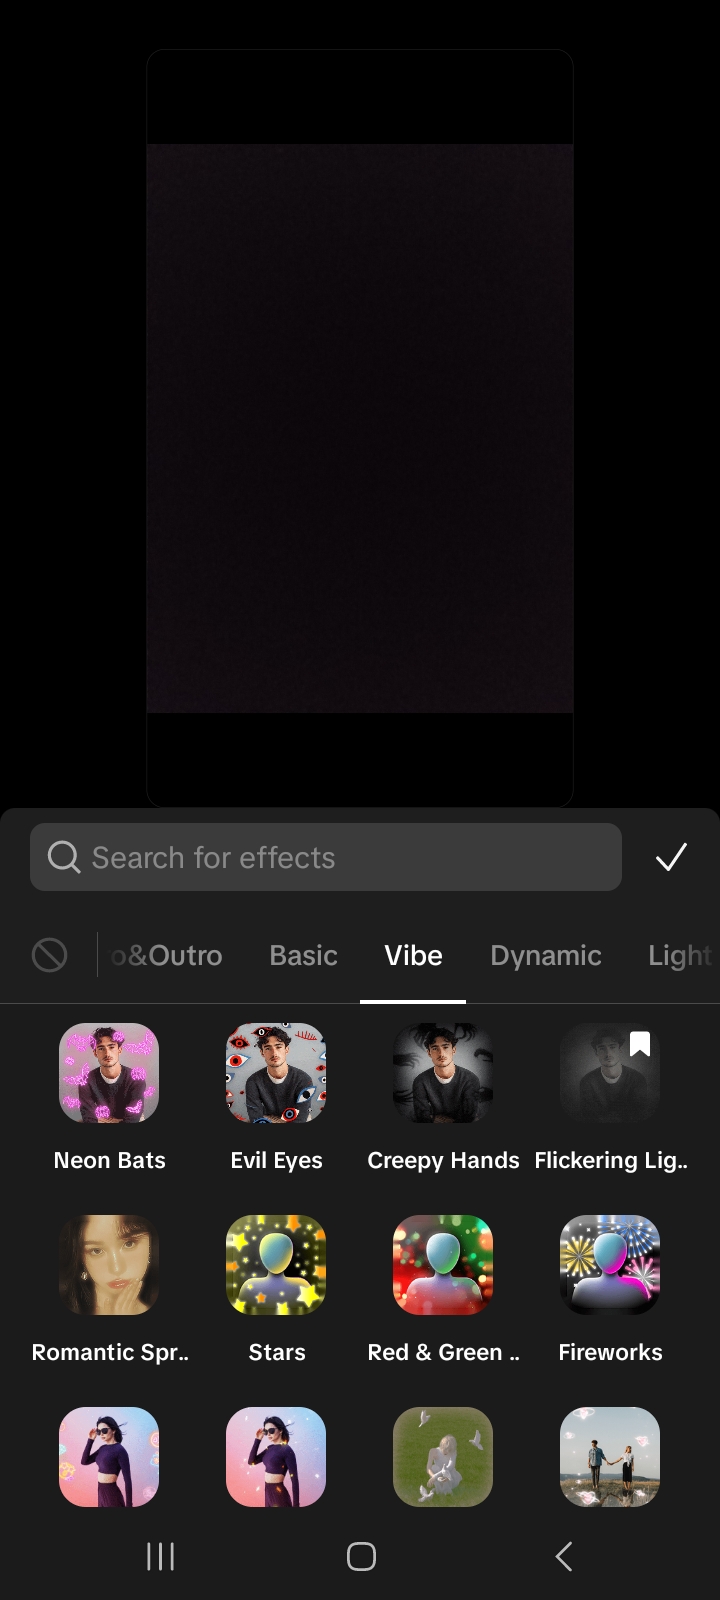 Search for effects
o&Outro Basic Vibe Dynamic Light
Neon Bats Evil Eyes Creepy Hands Flickering Lig..
Romantic Spr.. Stars Red & Green .. Fireworks